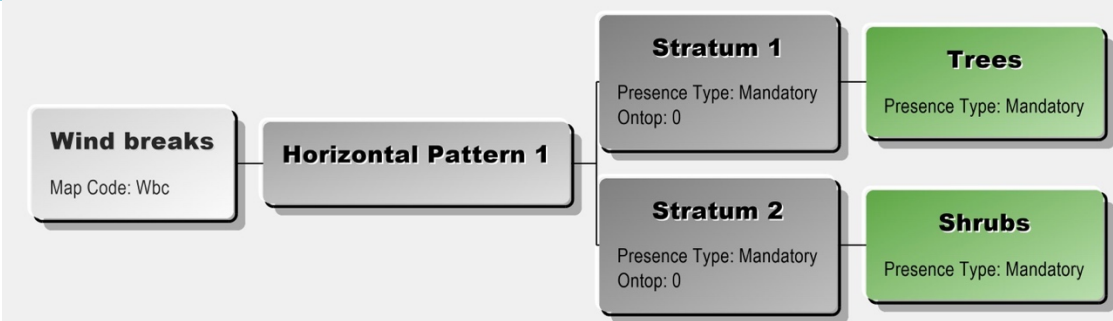 Wind breaks
Map Code: Wbc
Horizontal Pattern 1
Stratum 1
Presence Type: Mandatory
Ontop: 0
Trees
Presence Type: Mandatory
Stratum 2
Presence Type: Mandatory
Ontop: 0
Shrubs
Presence Type: Mandatory